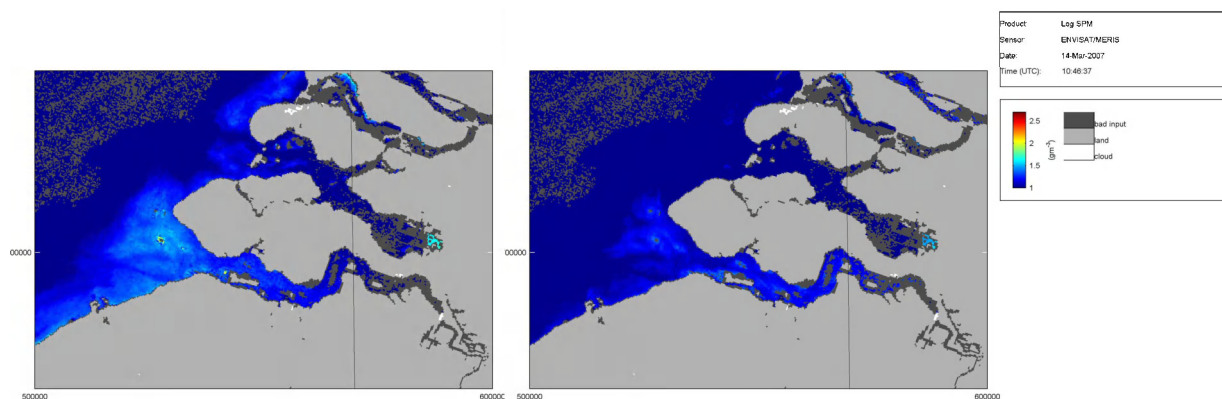 Product: Log SPM
Sensor: ENVISAT/MERIS
Date: 14-Mar-2007
Time (UTC): 10:46:37
2.5
2
1.5
1
(gm-3)
bad input
land
cloud
00000
00000
500000
600000
500000
600000